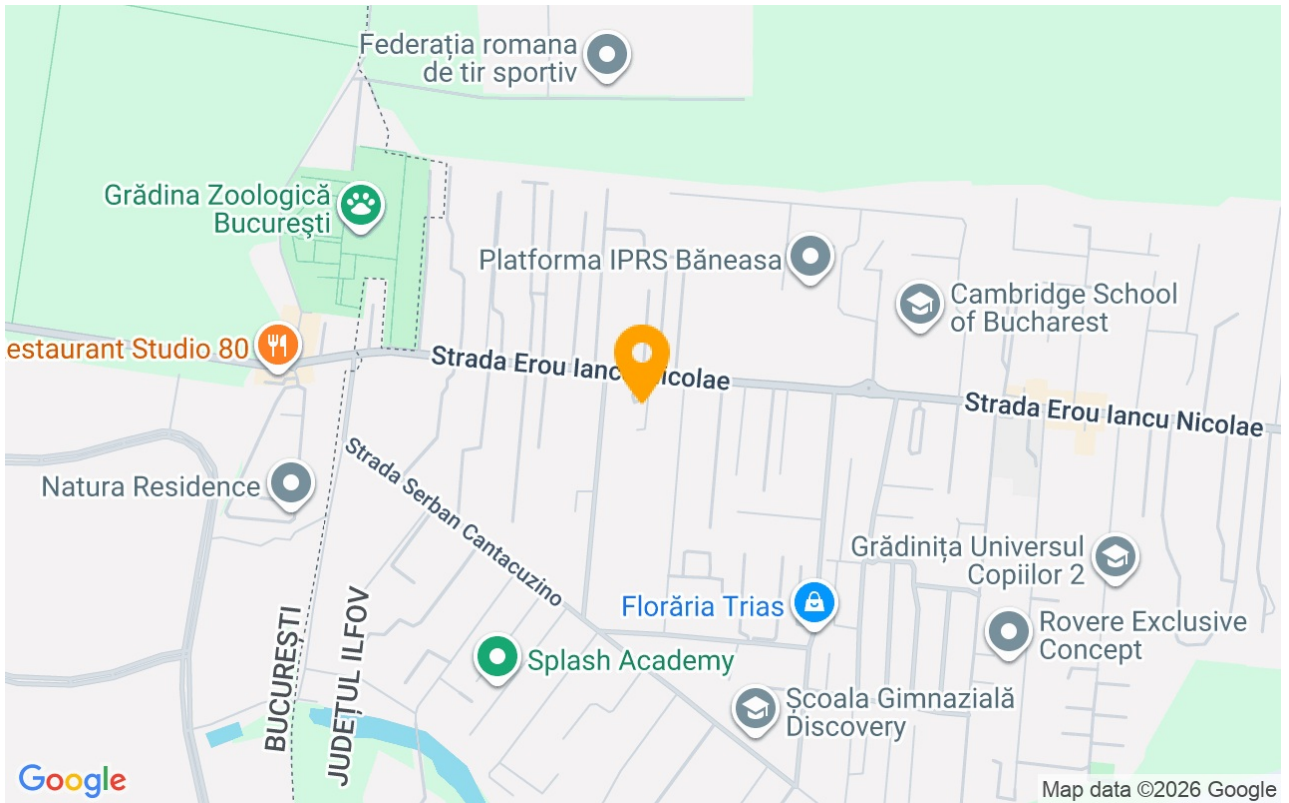 Federația romana
de tir sportiv
Grădina Zoologică
București
Platforma IPRS Băneasa
Cambridge School
of Bucharest
estaurant Studio 80
Strada Erou Iancu Nicolae
Strada Erou Iancu Nicolae
Natura Residence
Strada Serban Cantacuzino
Grădinița Universul
Copiilor 2
Florăria Trias
Rovere Exclusive
Concept
Splash Academy
BUCUREȘTI
JUDEȚUL ILFOV
Școala Gimnazială
Discovery
Google
Map data ©2026 Google